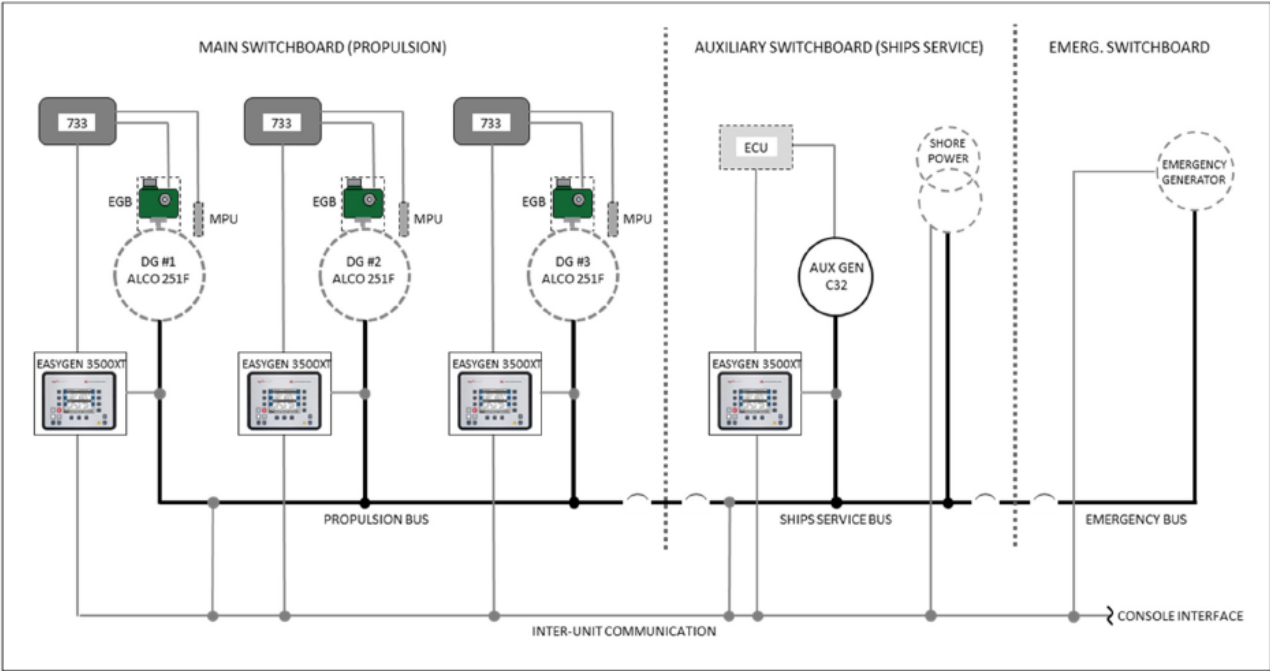 MAIN SWITCHBOARD (PROPULSION)
AUXILIARY SWITCHBOARD (SHIPS SERVICE)
EMERG. SWITCHBOARD
733
733
733
ECU
SHORE
POWER
EMERGENCY
GENERATOR
EGB
MPU
EGB
MPU
EGB
MPU
DG #1
ALCO 251F
DG #2
ALCO 251F
DG #3
ALCO 251F
AUX GEN
C32
EASYGEN 3500XT
EASYGEN 3500XT
EASYGEN 3500XT
EASYGEN 3500XT
PROPULSION BUS
SHIPS SERVICE BUS
EMERGENCY BUS
CONSOLE INTERFACE
INTER-UNIT COMMUNICATION